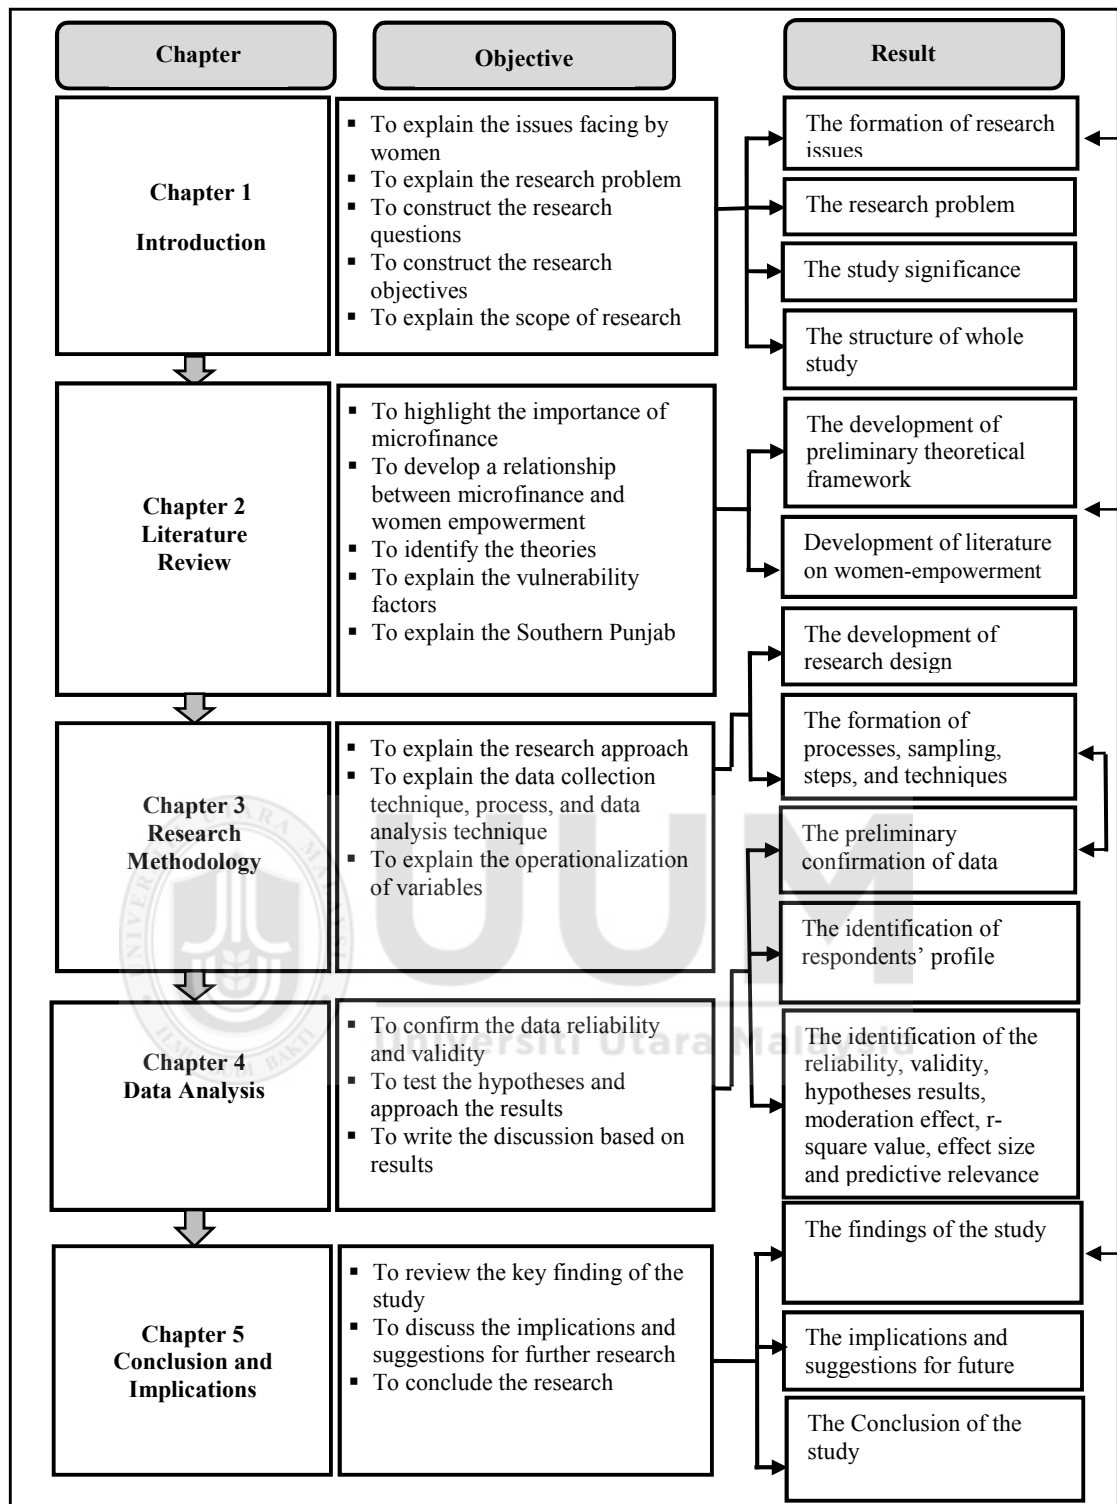 Chapter
Objective
Result
Chapter 1
Introduction
▪ To explain the issues facing by
women
▪ To explain the research problem
▪ To construct the research
questions
▪ To construct the research
objectives
▪ To explain the scope of research
The formation of research
issues
The research problem
The study significance
The structure of whole
study
Chapter 2
Literature
Review
▪ To highlight the importance of
microfinance
▪ To develop a relationship
between microfinance and
women empowerment
▪ To identify the theories
▪ To explain the vulnerability
factors
▪ To explain the Southern Punjab
The development of
preliminary theoretical
framework
Development of literature
on women-empowerment
Chapter 3
Research
Methodology
▪ To explain the research approach
▪ To explain the data collection
technique, process, and data
analysis technique
▪ To explain the operationalization
of variables
The development of
research design
The formation of
processes, sampling,
steps, and techniques
Chapter 4
Data Analysis
▪ To confirm the data reliability
and validity
▪ To test the hypotheses and
approach the results
▪ To write the discussion based on
results
The preliminary
confirmation of data
The identification of
respondents’ profile
The identification of the
reliability, validity,
hypotheses results,
moderation effect, r-
square value, effect size
and predictive relevance
Chapter 5
Conclusion and
Implications
▪ To review the key finding of the
study
▪ To discuss the implications and
suggestions for further research
▪ To conclude the research
The findings of the study
The implications and
suggestions for future
The Conclusion of the
study
UUM
Universiti Utara Malaysia